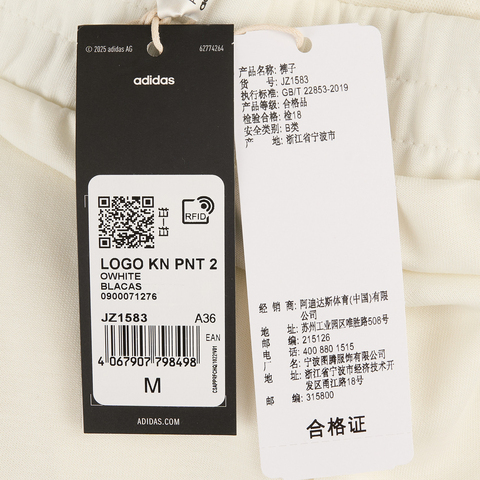 © 2025 adidas AG
62774264
adidas
RFID
LOGO KN PNT 2
OWHITE
BLACAS
0900071276
JZ1583
A36
EAN
4 067907 798498
M
ADIDAS.COM
产品名称: 裤子
货 号: JZ1583
执行标准: GB/T 22853-2019
产品等级: 合格品
检验合格: 检18
安全类别: B类
产 地: 浙江省宁波市
经 销 商: 阿迪达斯体育(中国)有限公司
公司
地 址: 苏州工业园区唯胜路508号
邮 编: 215126
电 话: 400 880 1515
厂 名: 宁波图腾服饰有限公司
厂 址: 浙江省宁波市经济技术开
发区甬江路18号
邮 编: 315800
合格证